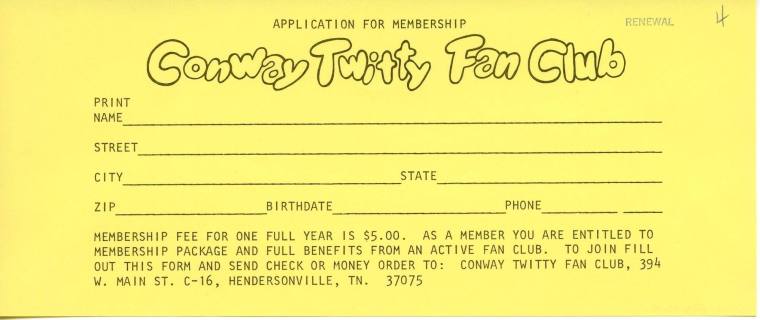 APPLICATION FOR MEMBERSHIP
RENEWAL 4
Conway Twitty Fan Club
PRINT
NAME
STREET
CITY STATE
ZIP BIRTHDATE PHONE
MEMBERSHIP FEE FOR ONE FULL YEAR IS $5.00. AS A MEMBER YOU ARE ENTITLED TO
MEMBERSHIP PACKAGE AND FULL BENEFITS FROM AN ACTIVE FAN CLUB. TO JOIN FILL
OUT THIS FORM AND SEND CHECK OR MONEY ORDER TO: CONWAY TWITTY FAN CLUB, 394
W. MAIN ST. C-16, HENDERSONVILLE, TN. 37075